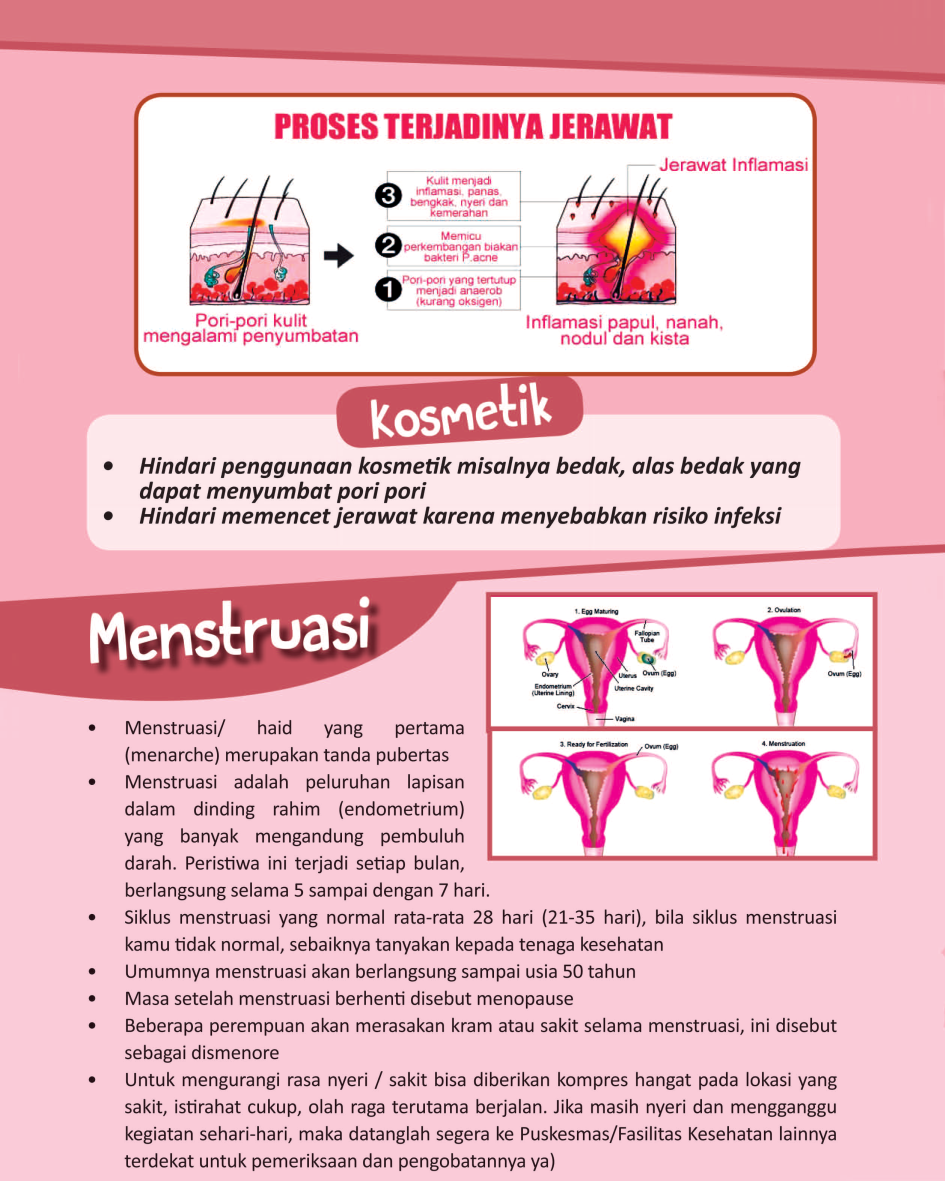 PROSES TERJADINYA JERAWAT
Jerawat Inflamasi
3
Kulit menjadi
inflamasi, panas,
bengkak, nyeri dan
kemerahan
2
Memicu
perkembangan biakan
bakteri P.acne
1
Pori-pori yang tertutup
menjadi anaerob
(kurang oksigen)
Pori-pori kulit
mengalami penyumbatan
Inflamasi papul, nanah,
nodul dan kista
Kosmetik
• Hindari penggunaan kosmetik misalnya bedak, alas bedak yang
dapat menyumbat pori pori
• Hindari memencet jerawat karena menyebabkan risiko infeksi
Menstruasi
1. Egg Maturing
Fallopian
Tube
Ovary
Uterus
Ovum (Egg)
Endometrium
(Uterine Lining)
Uterine Cavity
Cervix
Vagina
2. Ovulation
Ovum (Egg)
3. Ready for Fertilization
Ovum (Egg)
4. Menstruation
• Menstruasi/ haid yang pertama
(menarche) merupakan tanda pubertas
• Menstruasi adalah peluruhan lapisan
dalam dinding rahim (endometrium)
yang banyak mengandung pembuluh
darah. Peristiwa ini terjadi setiap bulan,
berlangsung selama 5 sampai dengan 7 hari.
• Siklus menstruasi yang normal rata-rata 28 hari (21-35 hari), bila siklus menstruasi
kamu tidak normal, sebaiknya tanyakan kepada tenaga kesehatan
• Umumnya menstruasi akan berlangsung sampai usia 50 tahun
• Masa setelah menstruasi berhenti disebut menopause
• Beberapa perempuan akan merasakan kram atau sakit selama menstruasi, ini disebut
sebagai dismenore
• Untuk mengurangi rasa nyeri / sakit bisa diberikan kompres hangat pada lokasi yang
sakit, istirahat cukup, olah raga terutama berjalan. Jika masih nyeri dan mengganggu
kegiatan sehari-hari, maka datanglah segera ke Puskesmas/Fasilitas Kesehatan lainnya
terdekat untuk pemeriksaan dan pengobatannya ya)